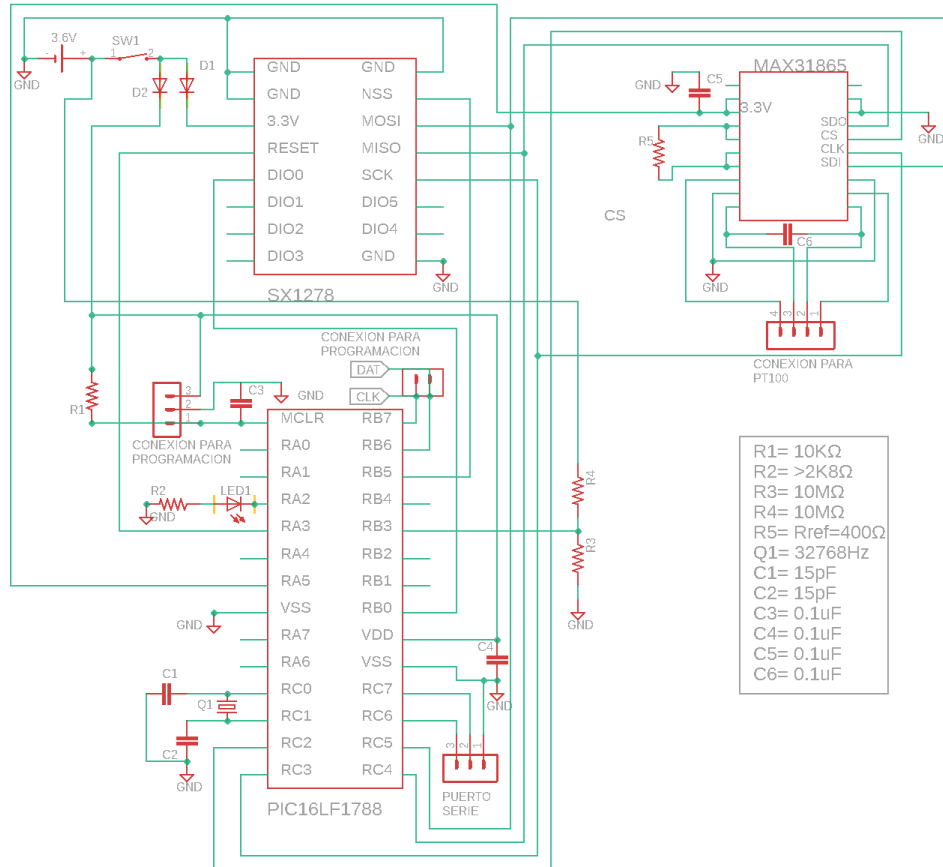 3.6V
-
+
SW1
1
2
GND
D2
D1
GND
GND
3.3V
RESET
DIO0
DIO1
DIO2
DIO3
GND
NSS
MOSI
MISO
SCK
DIO5
DIO4
GND
SX1278
GND
MAX31865
GND
C5
3.3V
SDO
CS
CLK
SDI
GND
R5
CS
C6
GND
4
3
2
1
CONEXION PARA
PT100
CONEXION PARA
PROGRAMACION
DAT
CLK
R1
3
2
1
C3
GND
CONEXION PARA
PROGRAMACION
R2
LED1
GND
MCLR
RA0
RA1
RA2
RA3
RA4
RA5
VSS
RA7
RA6
RC0
RC1
RC2
RC3
RB7
RB6
RB5
RB4
RB3
RB2
RB1
RB0
VDD
VSS
RC7
RC6
RC5
RC4
PIC16LF1788
GND
C1
Q1
C2
GND
R4
R3
GND
C4
GND
3
2
1
PUERTO
SERIE
R1= 10KΩ
R2= >2K8Ω
R3= 10MΩ
R4= 10MΩ
R5= Rref=400Ω
Q1= 32768Hz
C1= 15pF
C2= 15pF
C3= 0.1uF
C4= 0.1uF
C5= 0.1uF
C6= 0.1uF